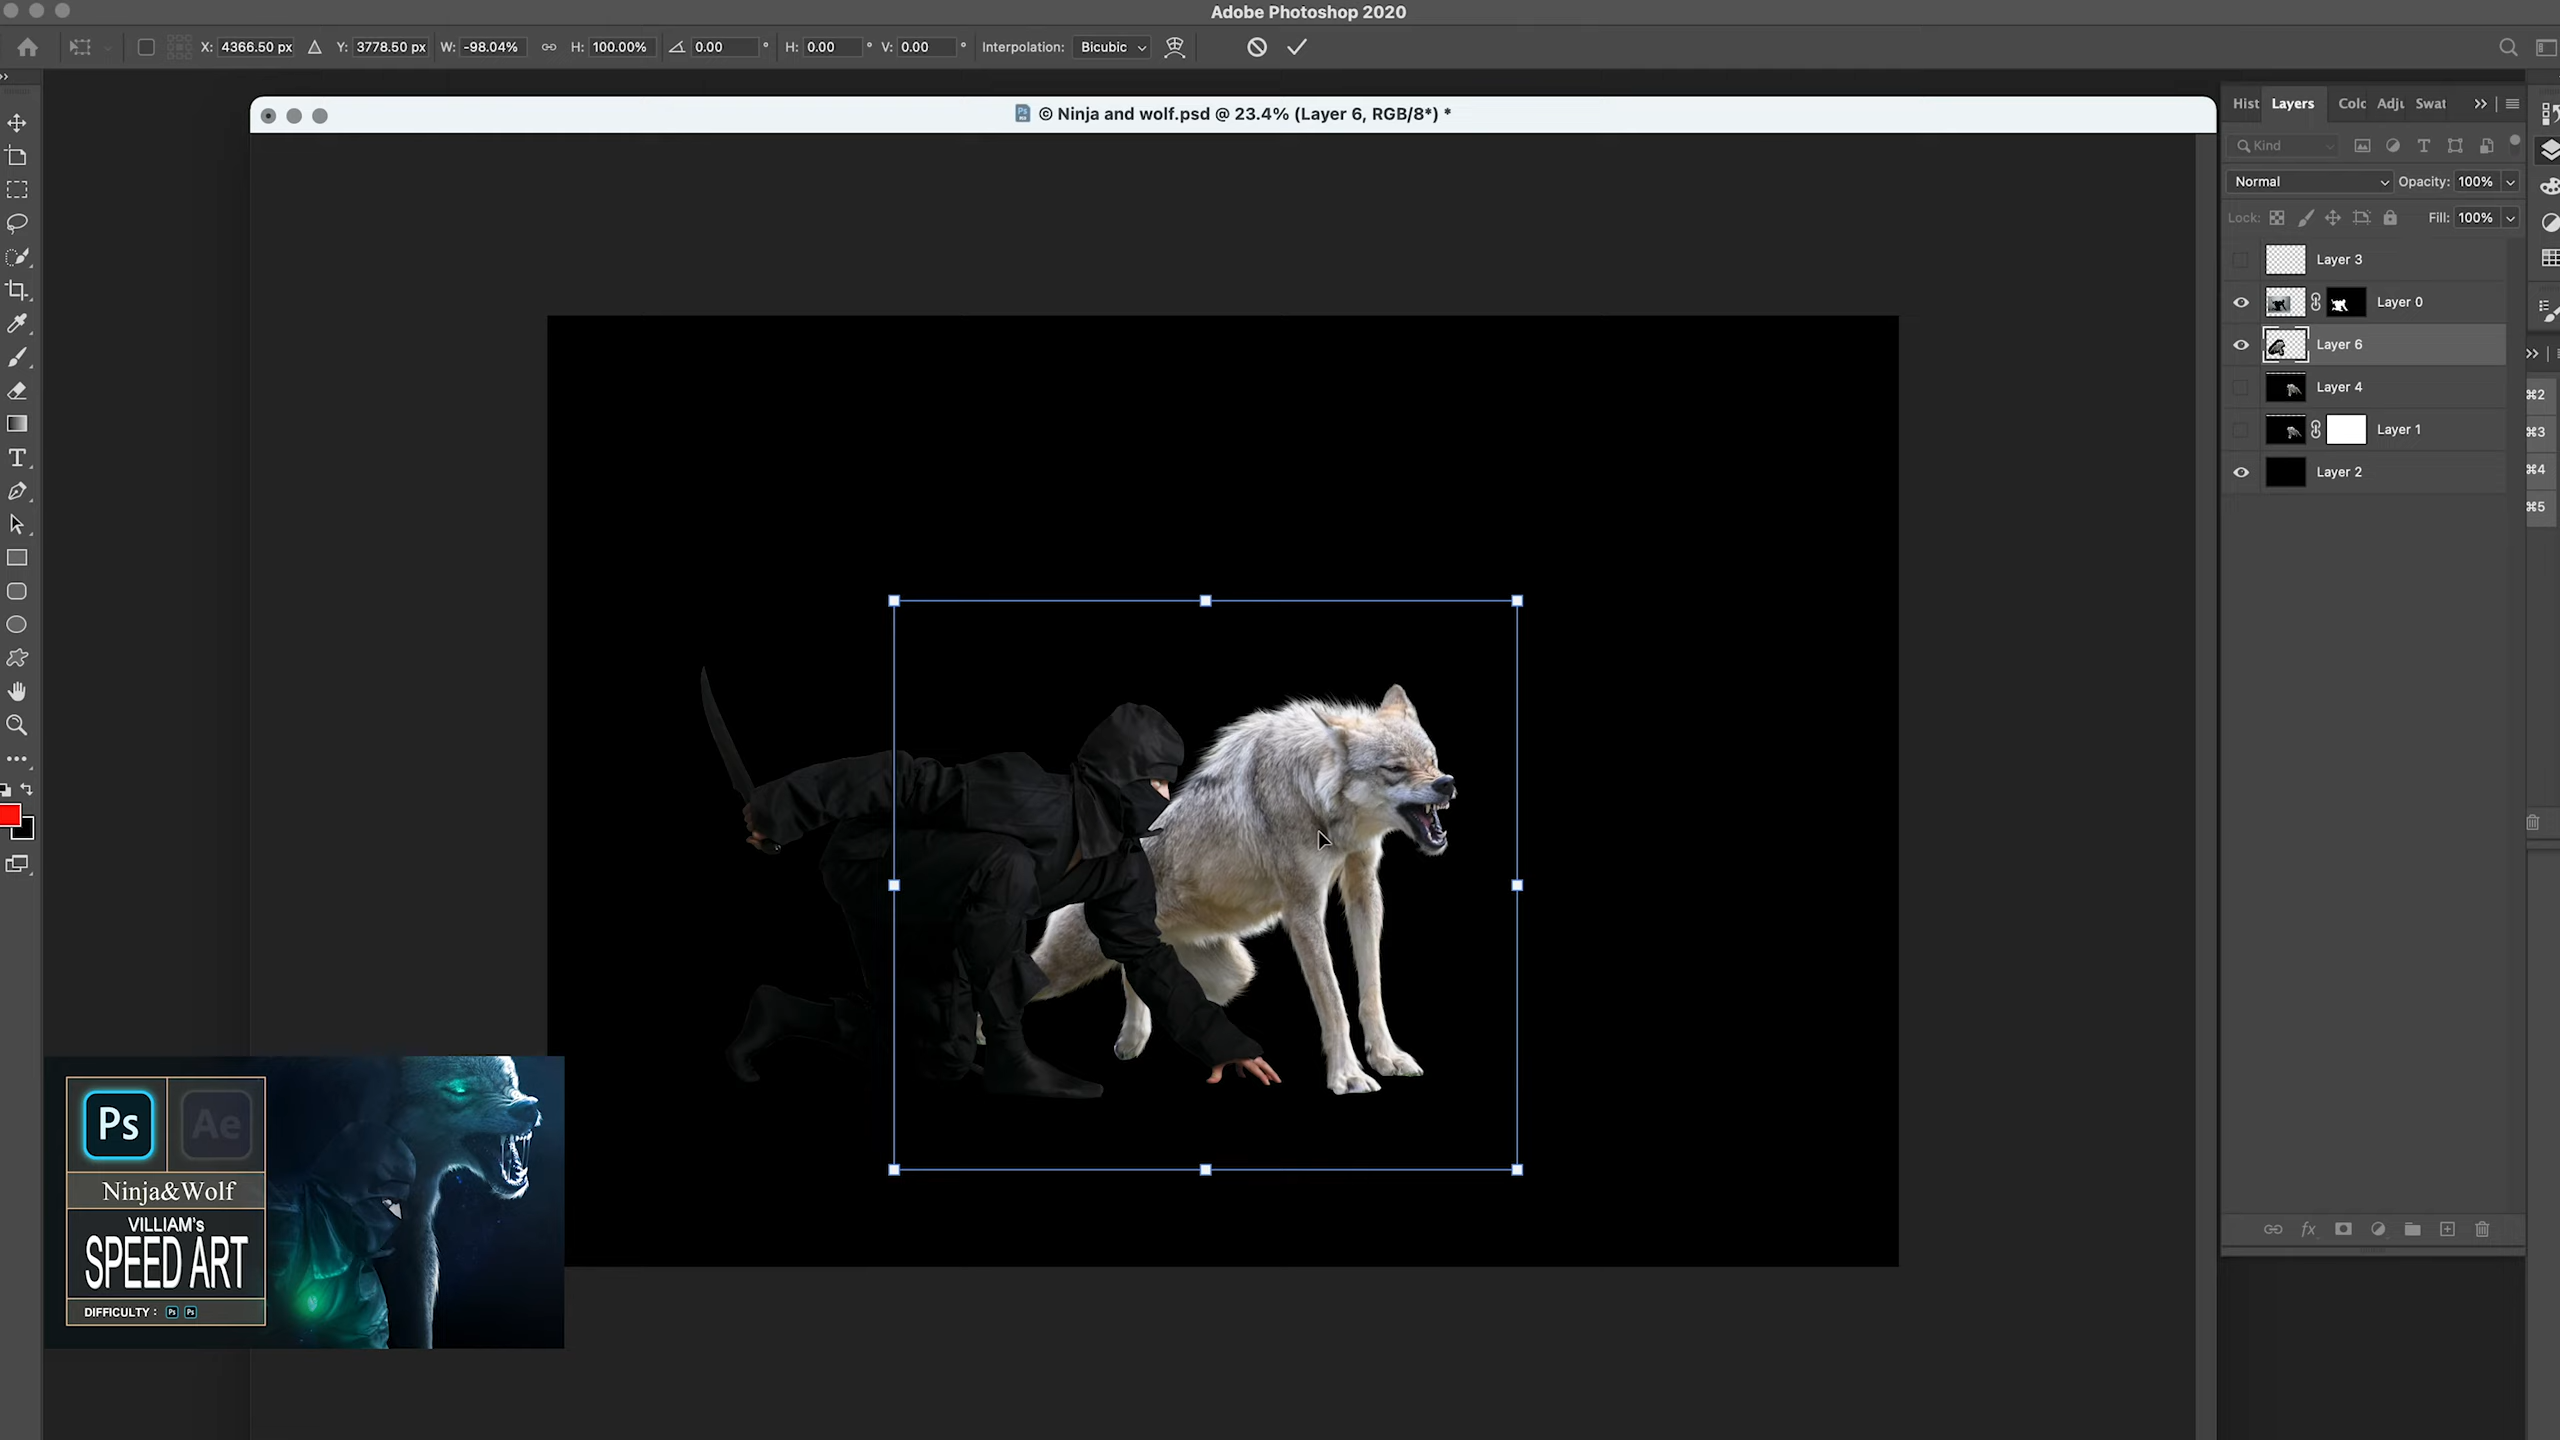 Adobe Photoshop 2020
X: 4366.50 px Y: 3778.50 px W: -98.04% H: 100.00% 0.00 ° H: 0.00 ° V: 0.00 ° Interpolation: Bicubic
© Ninja and wolf.psd @ 23.4% (Layer 6, RGB/8*) *
Hist Layers Colc Adju Swat
Kind
Normal Opacity: 100%
Lock: Fill: 100%
Layer 3
Layer 0
Layer 6
Layer 4
Layer 1
Layer 2
⌘2
⌘3
⌘4
⌘5
fx
Ps Ae
Ninja&Wolf
VILLIAM's
SPEED ART
DIFFICULTY : Ps Ps